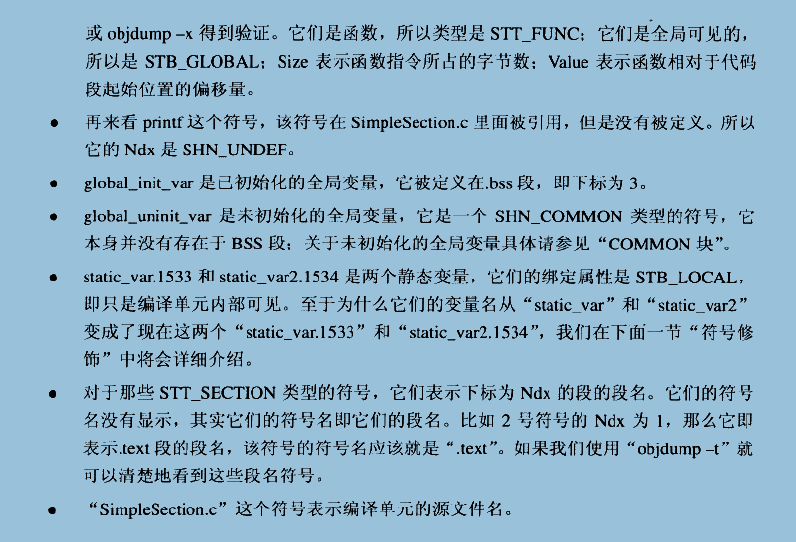 或 objdump –x 得到验证。它们是函数，所以类型是 STT_FUNC；它们是全局可见的，
所以是 STB_GLOBAL；Size 表示函数指令所占的字节数；Value 表示函数相对于代码
段起始位置的偏移量。
● 再来看 printf 这个符号，该符号在 SimpleSection.c 里面被引用，但是没有被定义。所以
它的 Ndx 是 SHN_UNDEF。
● global_init_var 是已初始化的全局变量，它被定义在.bss 段，即下标为 3。
● global_uninit_var 是未初始化的全局变量，它是一个 SHN_COMMON 类型的符号，它
本身并没有存在于 BSS 段；关于未初始化的全局变量具体请参见“COMMON 块”。
● static_var.1533 和 static_var2.1534 是两个静态变量，它们的绑定属性是 STB_LOCAL，
即只是编译单元内部可见。至于为什么它们的变量名从“static_var”和“static_var2”
变成了现在这两个“static_var.1533”和“static_var2.1534”，我们在下面一节“符号修
饰”中将会详细介绍。
● 对于那些 STT_SECTION 类型的符号，它们表示下标为 Ndx 的段的段名。它们的符号
名没有显示，其实它们的符号名即它们的段名。比如 2 号符号的 Ndx 为 1，那么它即
表示.text 段的段名，该符号的符号名应该就是“.text”。如果我们使用“objdump –t”就
可以清楚地看到这些段名符号。
● “SimpleSection.c”这个符号表示编译单元的源文件名。